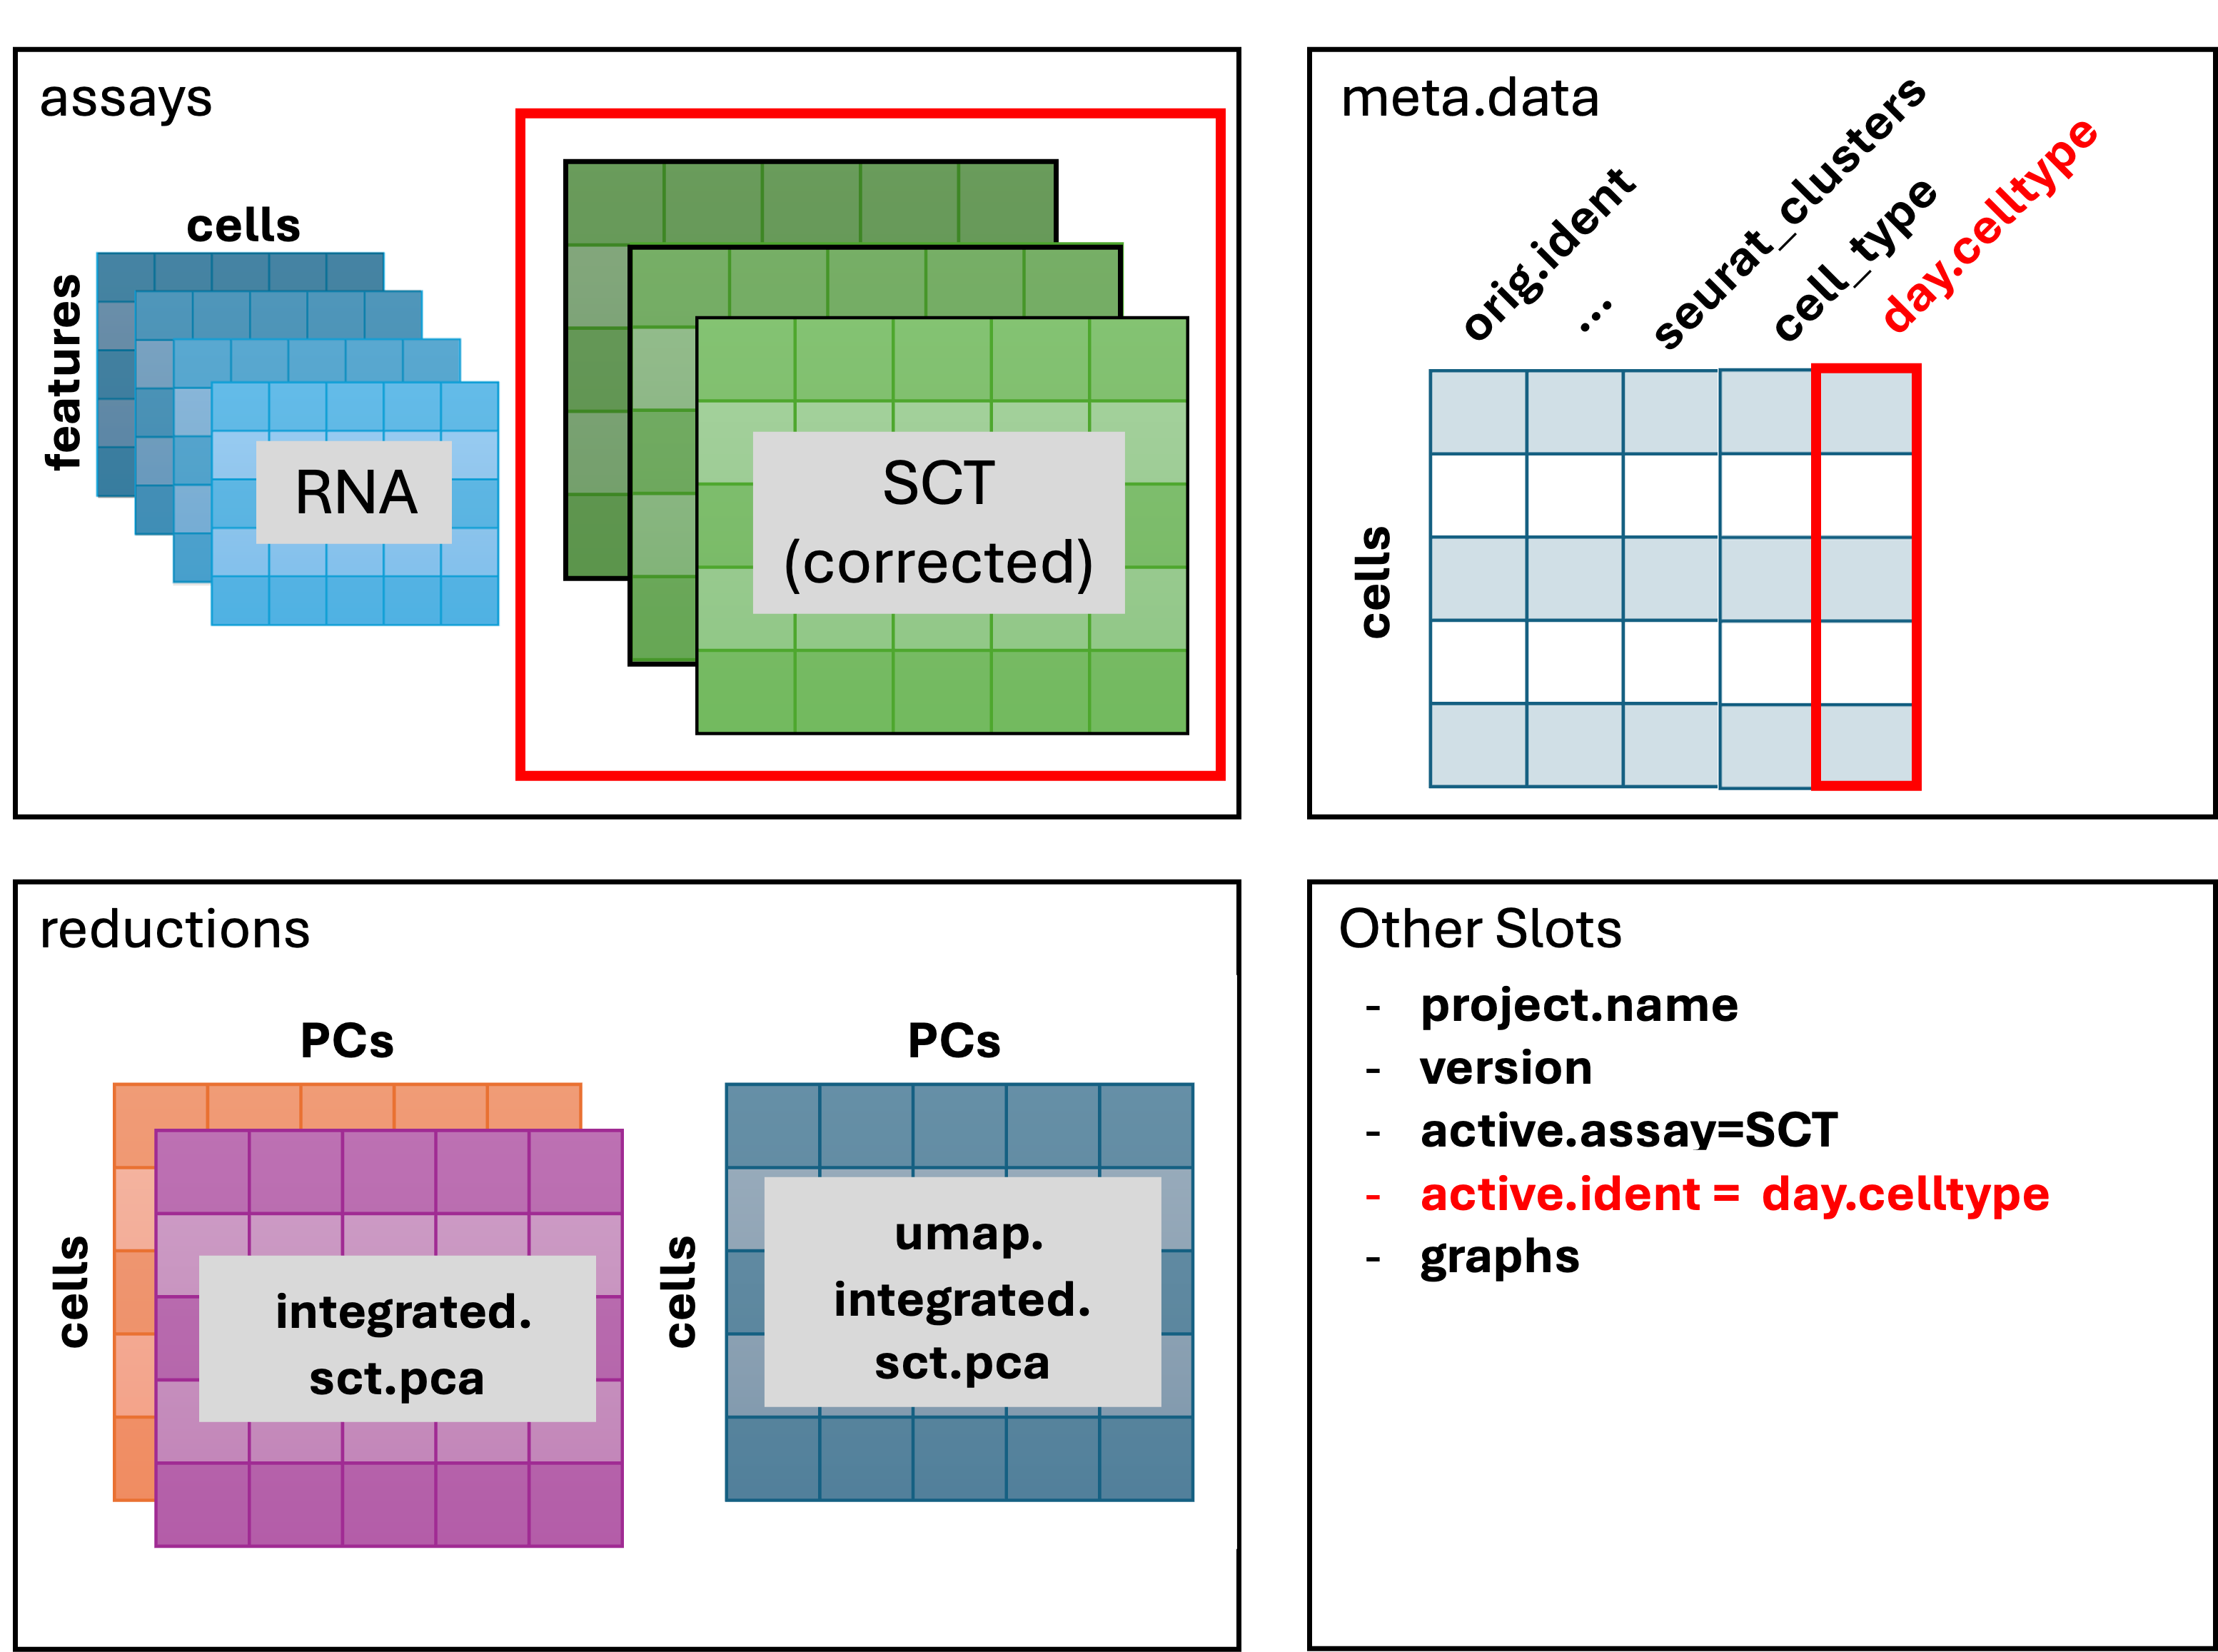 assays
cells
features
RNA
SCT
(corrected)
meta.data
orig.ident
...
seurat_clusters
cell_type
day.celltype
cells
reductions
PCs
cells
integrated.
sct.pca
PCs
cells
umap.
integrated.
sct.pca
Other Slots
- project.name
- version
- active.assay=SCT
- active.ident = day.celltype
- graphs